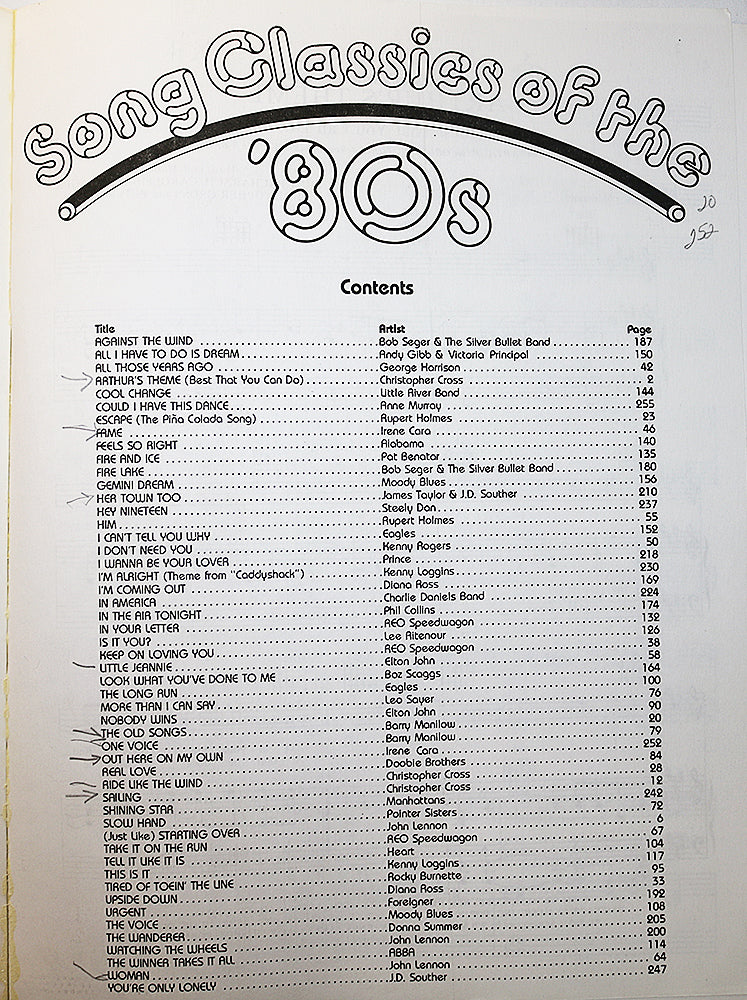 Song Classics of the
'80s
20
252
Contents
Title Artist Page
AGAINST THE WIND Bob Seger & The Silver Bullet Band 187
ALL I HAVE TO DO IS DREAM Andy Gibb & Victoria Principal 150
ALL THOSE YEARS AGO George Harrison 42
ARTHUR'S THEME (Best That You Can Do) Christopher Cross 2
COOL CHANGE Little River Band 144
COULD I HAVE THIS DANCE Anne Murray 255
ESCAPE (The Piña Colada Song) Rupert Holmes 23
FAME Irene Cara 46
FEELS SO RIGHT Alabama 140
FIRE AND ICE Pat Benatar 135
FIRE LAKE Bob Seger & The Silver Bullet Band 180
GEMINI DREAM Moody Blues 156
HER TOWN TOO James Taylor & J.D. Souther 210
HEY NINETEEN Steely Dan 237
HIM Rupert Holmes 55
I CAN'T TELL YOU WHY Eagles 152
I DON'T NEED YOU Kenny Rogers 50
I WANNA BE YOUR LOVER Prince 218
I'M ALRIGHT (Theme from "Caddyshack") Kenny Loggins 230
I'M COMING OUT Diana Ross 169
IN AMERICA Charlie Daniels Band 224
IN THE AIR TONIGHT Phil Collins 174
IN YOUR LETTER REO Speedwagon 132
IS IT YOU? Lee Ritenour 126
KEEP ON LOVING YOU REO Speedwagon 38
LITTLE JEANNIE Elton John 58
LOOK WHAT YOU'VE DONE TO ME Boz Scaggs 164
THE LONG RUN Eagles 100
MORE THAN I CAN SAY Leo Sayer 76
NOBODY WINS Elton John 90
THE OLD SONGS Barry Manilow 20
ONE VOICE Barry Manilow 79
OUT HERE ON MY OWN Irene Cara 252
REAL LOVE Doobie Brothers 84
RIDE LIKE THE WIND Christopher Cross 28
SAILING Christopher Cross 12
SHINING STAR Manhattans 242
SLOW HAND Pointer Sisters 72
(Just Like) STARTING OVER John Lennon 6
TAKE IT ON THE RUN REO Speedwagon 67
TELL IT LIKE IT IS Heart 104
THIS IS IT Kenny Loggins 117
TIRED OF TOEIN' THE LINE Rocky Burnette 95
UPSIDE DOWN Diana Ross 33
URGENT Foreigner 192
THE VOICE Moody Blues 108
THE WANDERER Donna Summer 205
WATCHING THE WHEELS John Lennon 200
THE WINNER TAKES IT ALL ABBA 114
WOMAN John Lennon 64
YOU'RE ONLY LONELY J.D. Souther 247